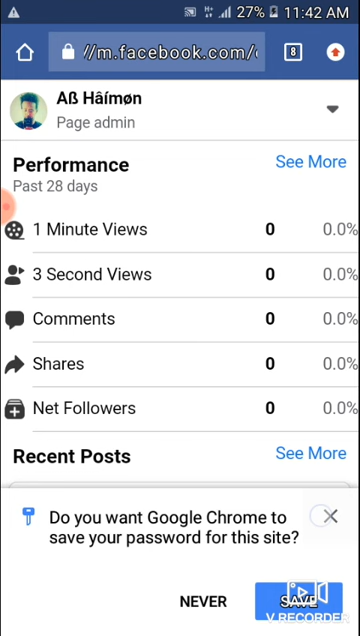 27% 11:42 AM
//m.facebook.com/
8
Aß Hâímøn
Page admin
Performance
See More
Past 28 days
1 Minute Views 0 0.0%
3 Second Views 0 0.0%
Comments 0 0.0%
Shares 0 0.0%
Net Followers 0 0.0%
Recent Posts
See More
Do you want Google Chrome to
save your password for this site?
NEVER SAVE
V RECORDER